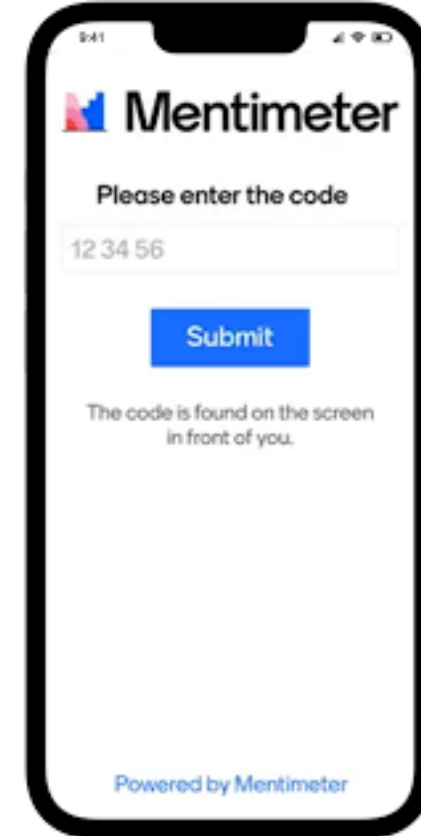 9:41
Mentimeter
Please enter the code
12 34 56
Submit
The code is found on the screen
in front of you.
Powered by Mentimeter